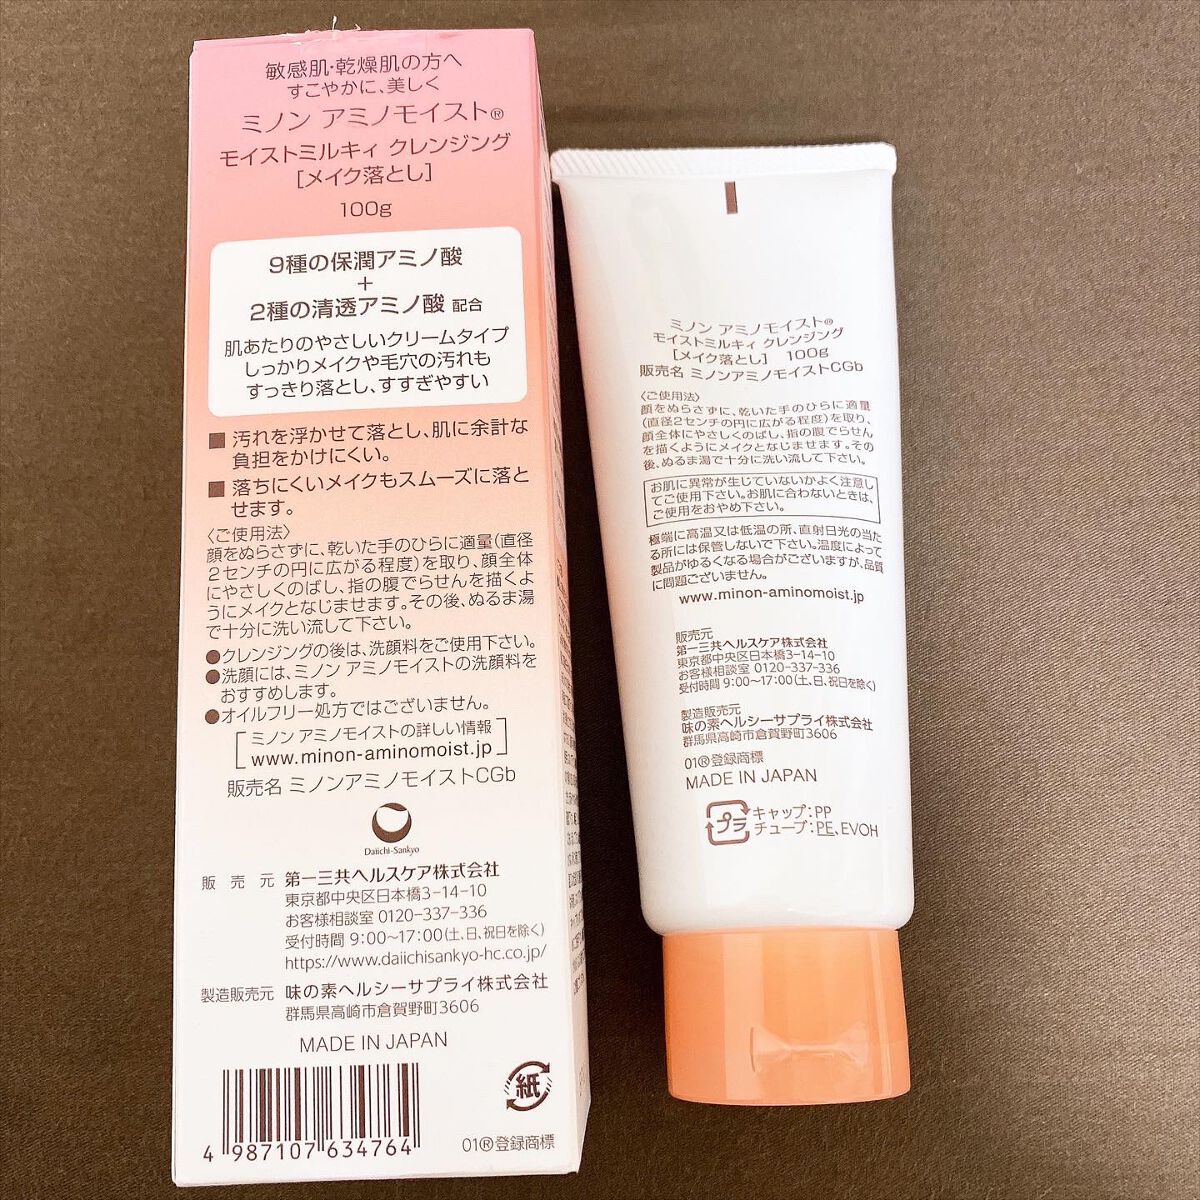 敏感肌・乾燥肌の方へ
すこやかに、美しく
ミノン アミノモイスト®
モイストミルキィ クレンジング
[メイク落とし]
100g
9種の保潤アミノ酸
+
2種の清透アミノ酸 配合
肌あたりのやさしいクリームタイプ
しっかりメイクや毛穴の汚れも
すっきり落とし、すすぎやすい
■ 汚れを浮かせて落とし、肌に余計な
負担をかけにくい。
■ 落ちにくいメイクもスムーズに落と
せます。
〈ご使用法〉
顔をぬらさずに、乾いた手のひらに適量(直径
2センチの円に広がる程度)を取り、顔全体
にやさしくのばし、指の腹でらせんを描くよ
うにメイクとなじませます。その後、ぬるま湯
で十分に洗い流して下さい。
●クレンジングの後は、洗顔料をご使用下さい。
●洗顔には、ミノン アミノモイストの洗顔料を
おすすめします。
●オイルフリー処方ではございません。
ミノン アミノモイストの詳しい情報
www.minon-aminomoist.jp
販売名 ミノンアミノモイストCGb
Daiichi-Sankyo
販売元 第一三共ヘルスケア株式会社
東京都中央区日本橋3-14-10
お客様相談室 0120-337-336
受付時間 9:00~17:00(土、日、祝日を除く)
https://www.daiichisankyo-hc.co.jp/
製造販売元 味の素ヘルシーサプライ株式会社
群馬県高崎市倉賀野町3606
MADE IN JAPAN
紙
4 987107 634764
01®登録商標
ミノン アミノモイスト®
モイストミルキィ クレンジング
[メイク落とし] 100g
販売名 ミノンアミノモイストCGb
〈ご使用法〉
顔をぬらさずに、乾いた手のひらに適量
(直径2センチの円に広がる程度)を取り、
顔全体にやさしくのばし、指の腹でらせん
を描くようにメイクとなじませます。その
後、ぬるま湯で十分に洗い流して下さい。
お肌に異常が生じていないかよく注意し
てご使用下さい。お肌に合わないときは、
ご使用をおやめ下さい。
極端に高温又は低温の所、直射日光の当た
る所には保管しないで下さい。温度によって
製品がゆるくなる場合がございますが、品質
に問題ございません。
www.minon-aminomoist.jp
販売元
第一三共ヘルスケア株式会社
東京都中央区日本橋3-14-10
お客様相談室 0120-337-336
受付時間 9:00~17:00(土、日、祝日を除く)
製造販売元
味の素ヘルシーサプライ株式会社
群馬県高崎市倉賀野町3606
01®登録商標
MADE IN JAPAN
プラ
キャップ:PP
チューブ:PE、EVOH